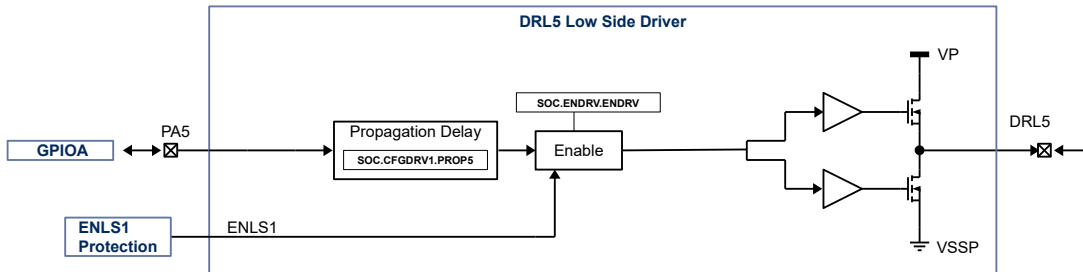 DRL5 Low Side Driver
VP
SOC.ENDRV.ENDRV
PA5
Propagation Delay
DRL5
GPIOA
SOC.CFGDRV1.PROP5
Enable
ENLS1
Protection
ENLS1
VSSP